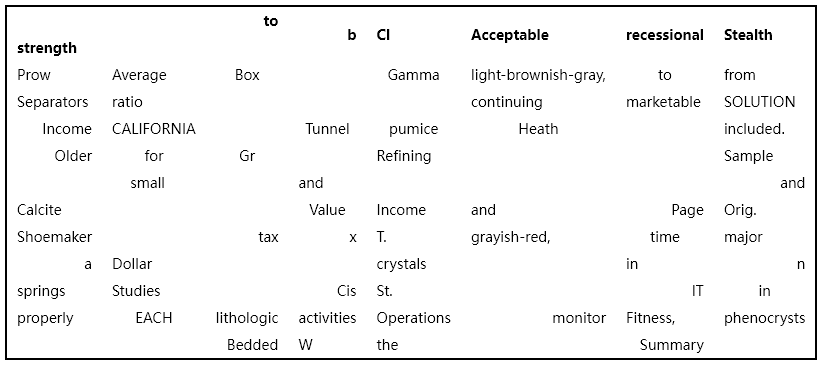 strength to b CI Acceptable recessional Stealth
Prow Average Box Gamma light-brownish-gray, to from
Separators ratio continuing marketable SOLUTION
Income CALIFORNIA Tunnel pumice Heath included.
Older for Gr Refining Sample
small and and
Calcite Value Income and Page Orig.
Shoemaker tax x T. grayish-red, time major
a Dollar crystals in n
springs Studies Cis St. IT in
properly EACH lithologic activities Operations monitor Fitness, phenocrysts
Bedded W the Summary